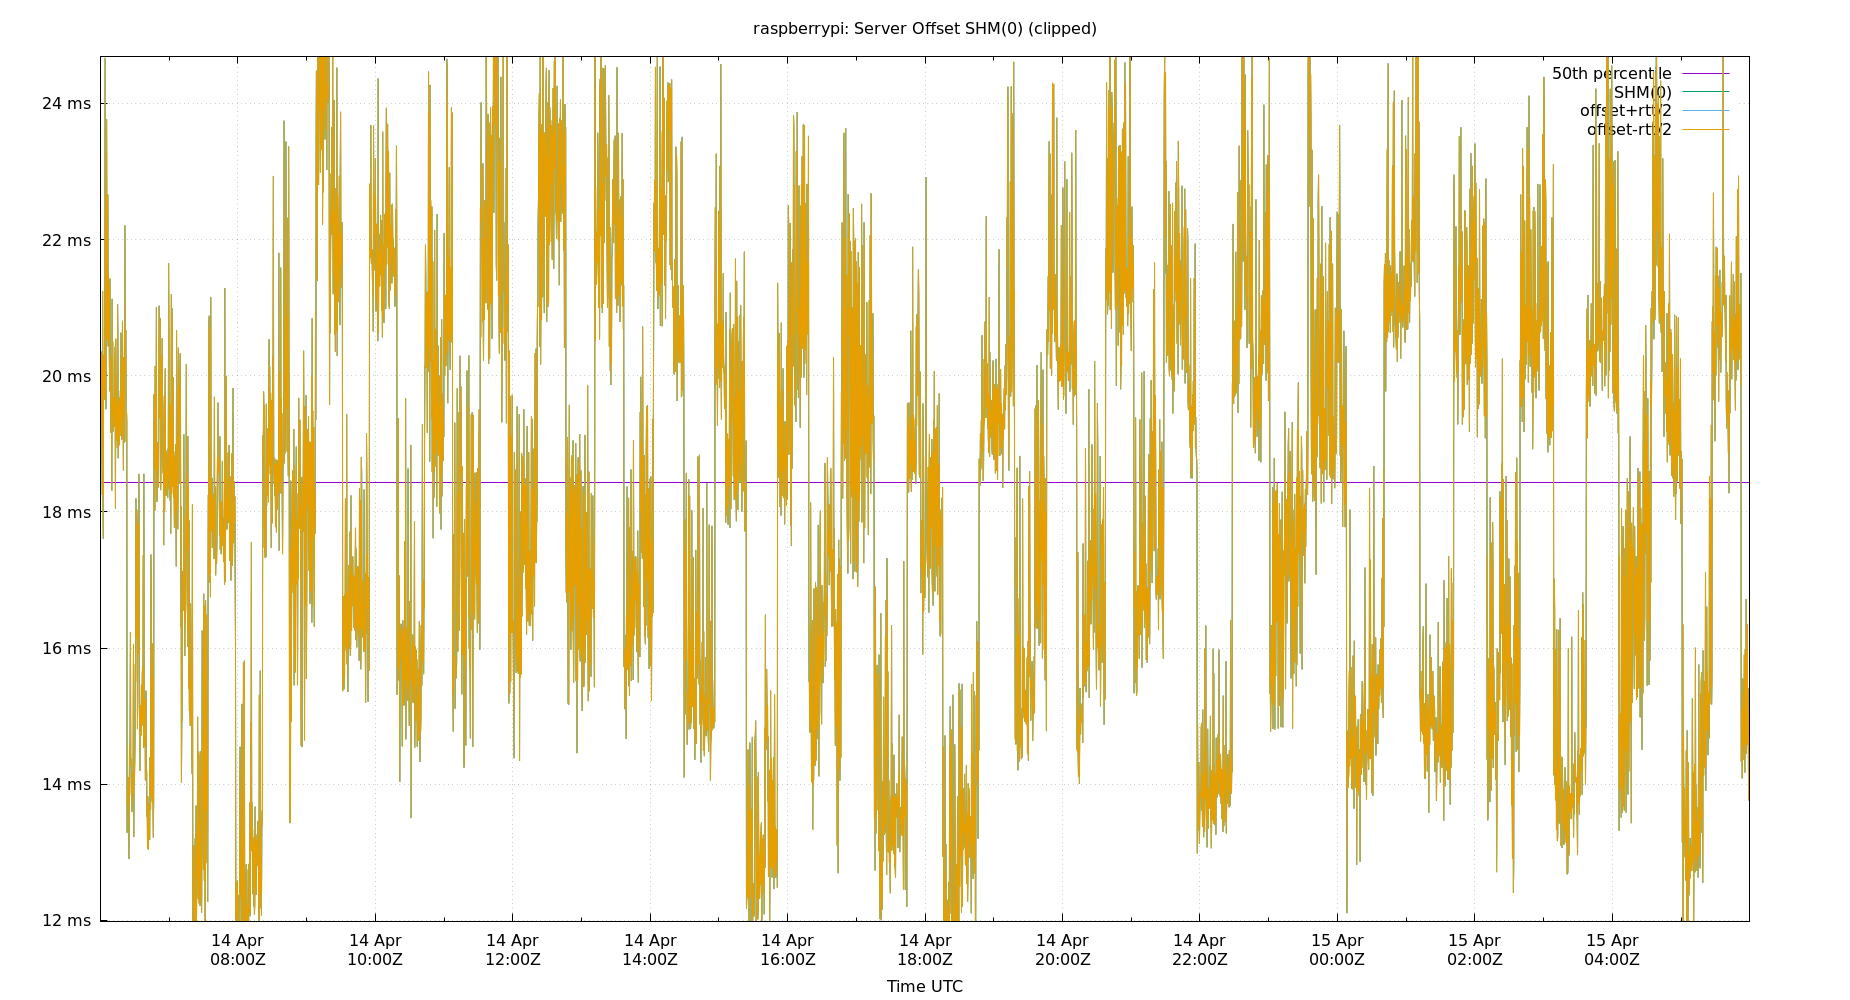 raspberrypi: Server Offset SHM(0) (clipped)
50th percentile
SHM(0)
offset+rtt/2
offset-rtt/2
24 ms
22 ms
20 ms
18 ms
16 ms
14 ms
12 ms
14 Apr 14 Apr 14 Apr 14 Apr 14 Apr 14 Apr 14 Apr 14 Apr 15 Apr 15 Apr 15 Apr
08:00Z 10:00Z 12:00Z 14:00Z 16:00Z 18:00Z 20:00Z 22:00Z 00:00Z 02:00Z 04:00Z
Time UTC